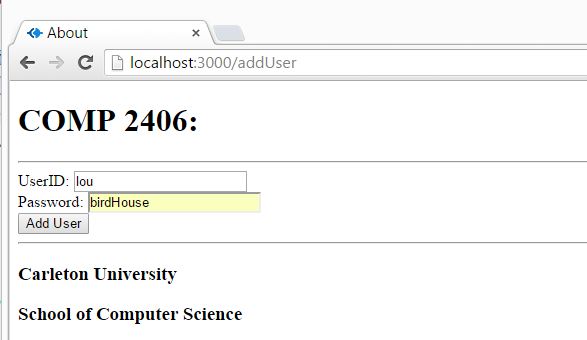 About
localhost:3000/addUser
COMP 2406:
UserID: lou
Password: birdHouse
Add User
Carleton University
School of Computer Science